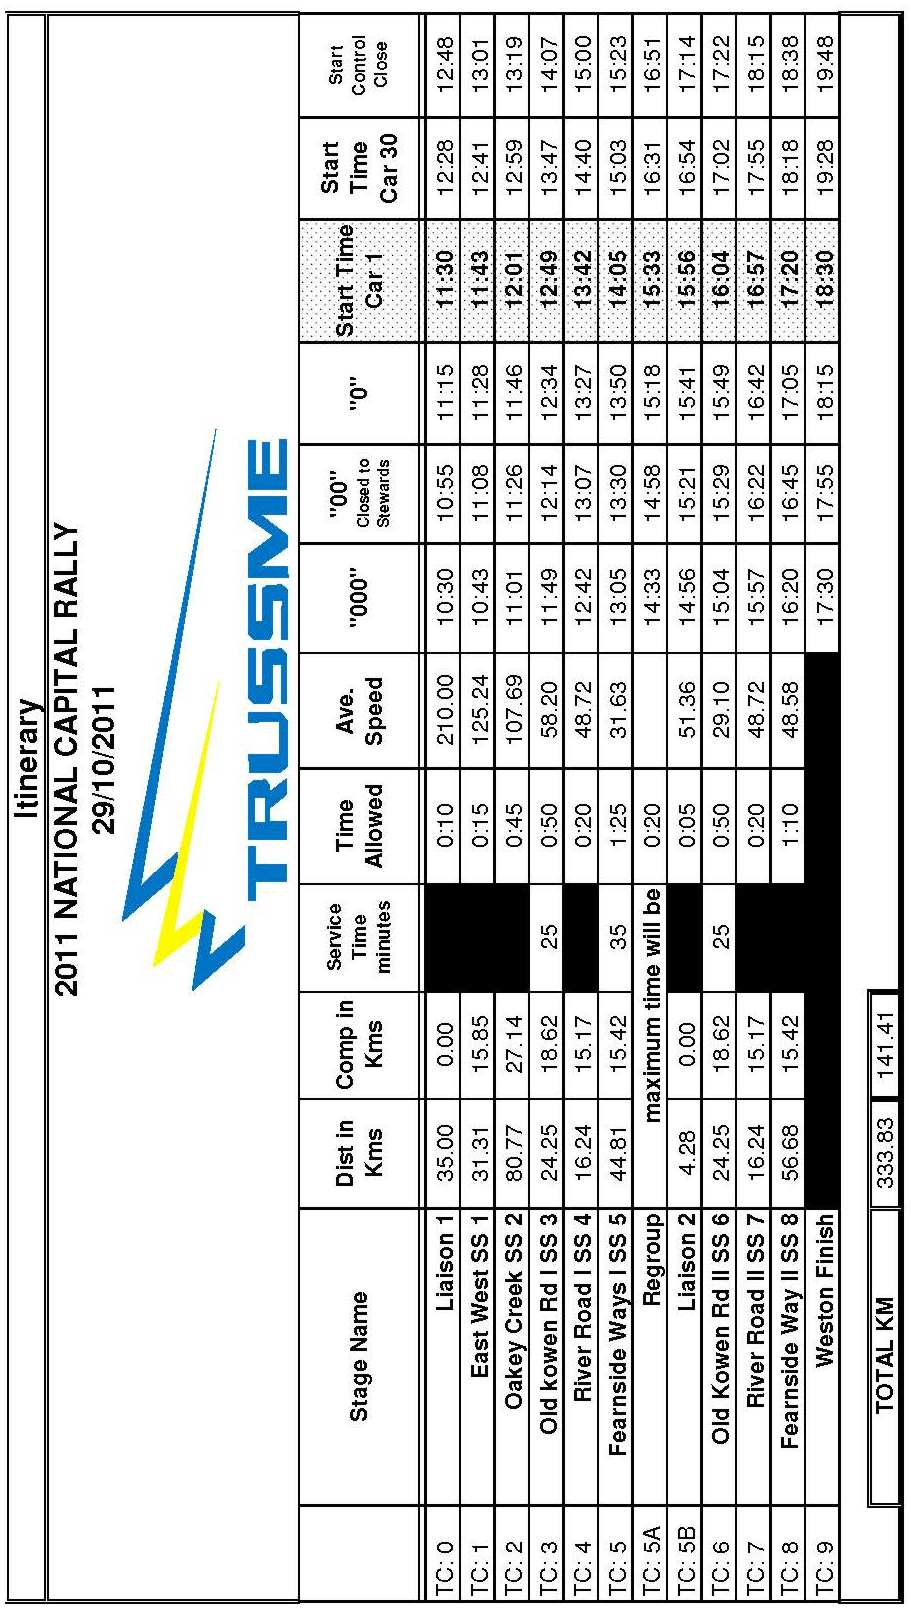 Itinerary
2011 NATIONAL CAPITAL RALLY
29/10/2011
TRUSSME
Stage Name Dist in Kms Comp in Kms Service Time minutes Time Allowed Ave. Speed "000" "00" Closed to Stewards "0" Start Time Car 1 Start Time Car 30 Start Control Close
TC: 0 Liaison 1 35.00 0.00 0:10 210.00 10:30 10:55 11:15 11:30 12:28 12:48
TC: 1 East West SS 1 31.31 15.85 0:15 125.24 10:43 11:08 11:28 11:43 12:41 13:01
TC: 2 Oakey Creek SS 2 80.77 27.14 0:45 107.69 11:01 11:26 11:46 12:01 12:59 13:19
TC: 3 Old kowen Rd I SS 3 24.25 18.62 25 0:50 58.20 11:49 12:14 12:34 12:49 13:47 14:07
TC: 4 River Road I SS 4 16.24 15.17 0:20 48.72 12:42 13:07 13:27 13:42 14:40 15:00
TC: 5 Fearnside Ways I SS 5 44.81 15.42 35 1:25 31.63 13:05 13:30 13:50 14:05 15:03 15:23
TC: 5A Regroup maximum time will be 0:20 14:33 14:58 15:18 15:33 16:31 16:51
TC: 5B Liaison 2 4.28 0.00 0:05 51.36 14:56 15:21 15:41 15:56 16:54 17:14
TC: 6 Old Kowen Rd II SS 6 24.25 18.62 25 0:50 29.10 15:04 15:29 15:49 16:04 17:02 17:22
TC: 7 River Road II SS 7 16.24 15.17 0:20 48.72 15:57 16:22 16:42 16:57 17:55 18:15
TC: 8 Fearnside Way II SS 8 56.68 15.42 1:10 48.58 16:20 16:45 17:05 17:20 18:18 18:38
TC: 9 Weston Finish 17:30 17:55 18:15 18:30 19:28 19:48
TOTAL KM 333.83 141.41